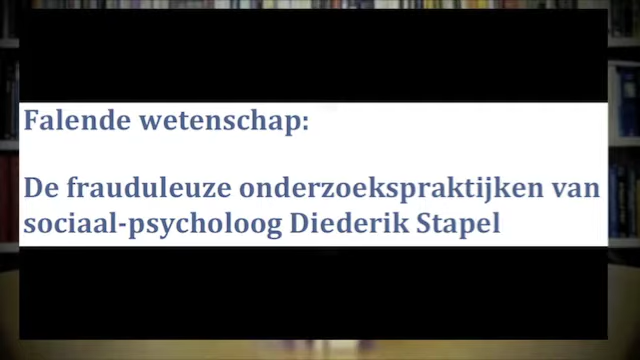 Falende wetenschap:
De frauduleuze onderzoekspraktijken van
sociaal-psycholoog Diederik Stapel